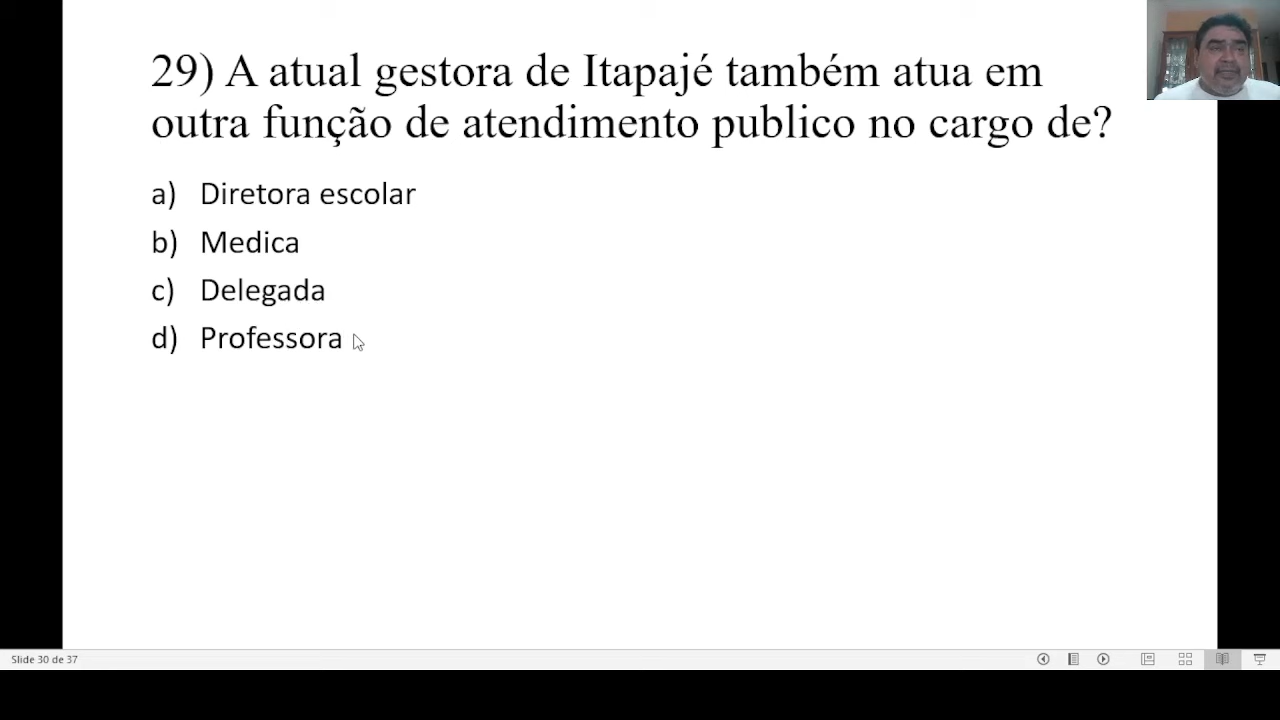 29) A atual gestora de Itapajé também atua em
outra função de atendimento publico no cargo de?
a) Diretora escolar
b) Medica
c) Delegada
d) Professora
Slide 30 de 37